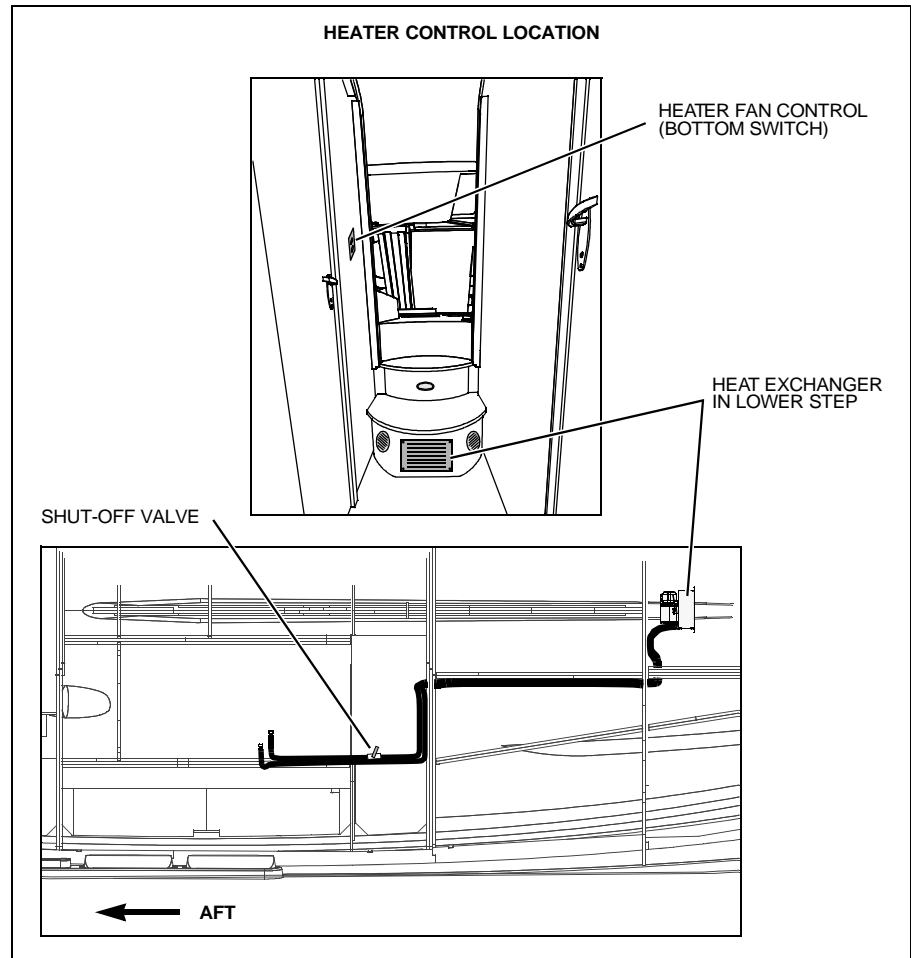 HEATER CONTROL LOCATION
HEATER FAN CONTROL
(BOTTOM SWITCH)
HEAT EXCHANGER
IN LOWER STEP
SHUT-OFF VALVE
AFT